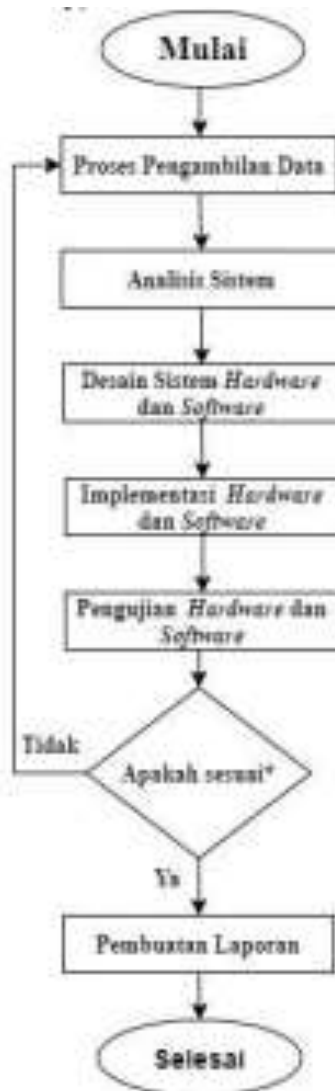 Mulai
Proses Pengambilan Data
Analisis Sistem
Desain Sistem Hardware
dan Software
Implementasi Hardware
dan Software
Pengujian Hardware dan
Software
Tidak
Apakah sesuai*
Ya
Pembuatan Laporan
Selesai